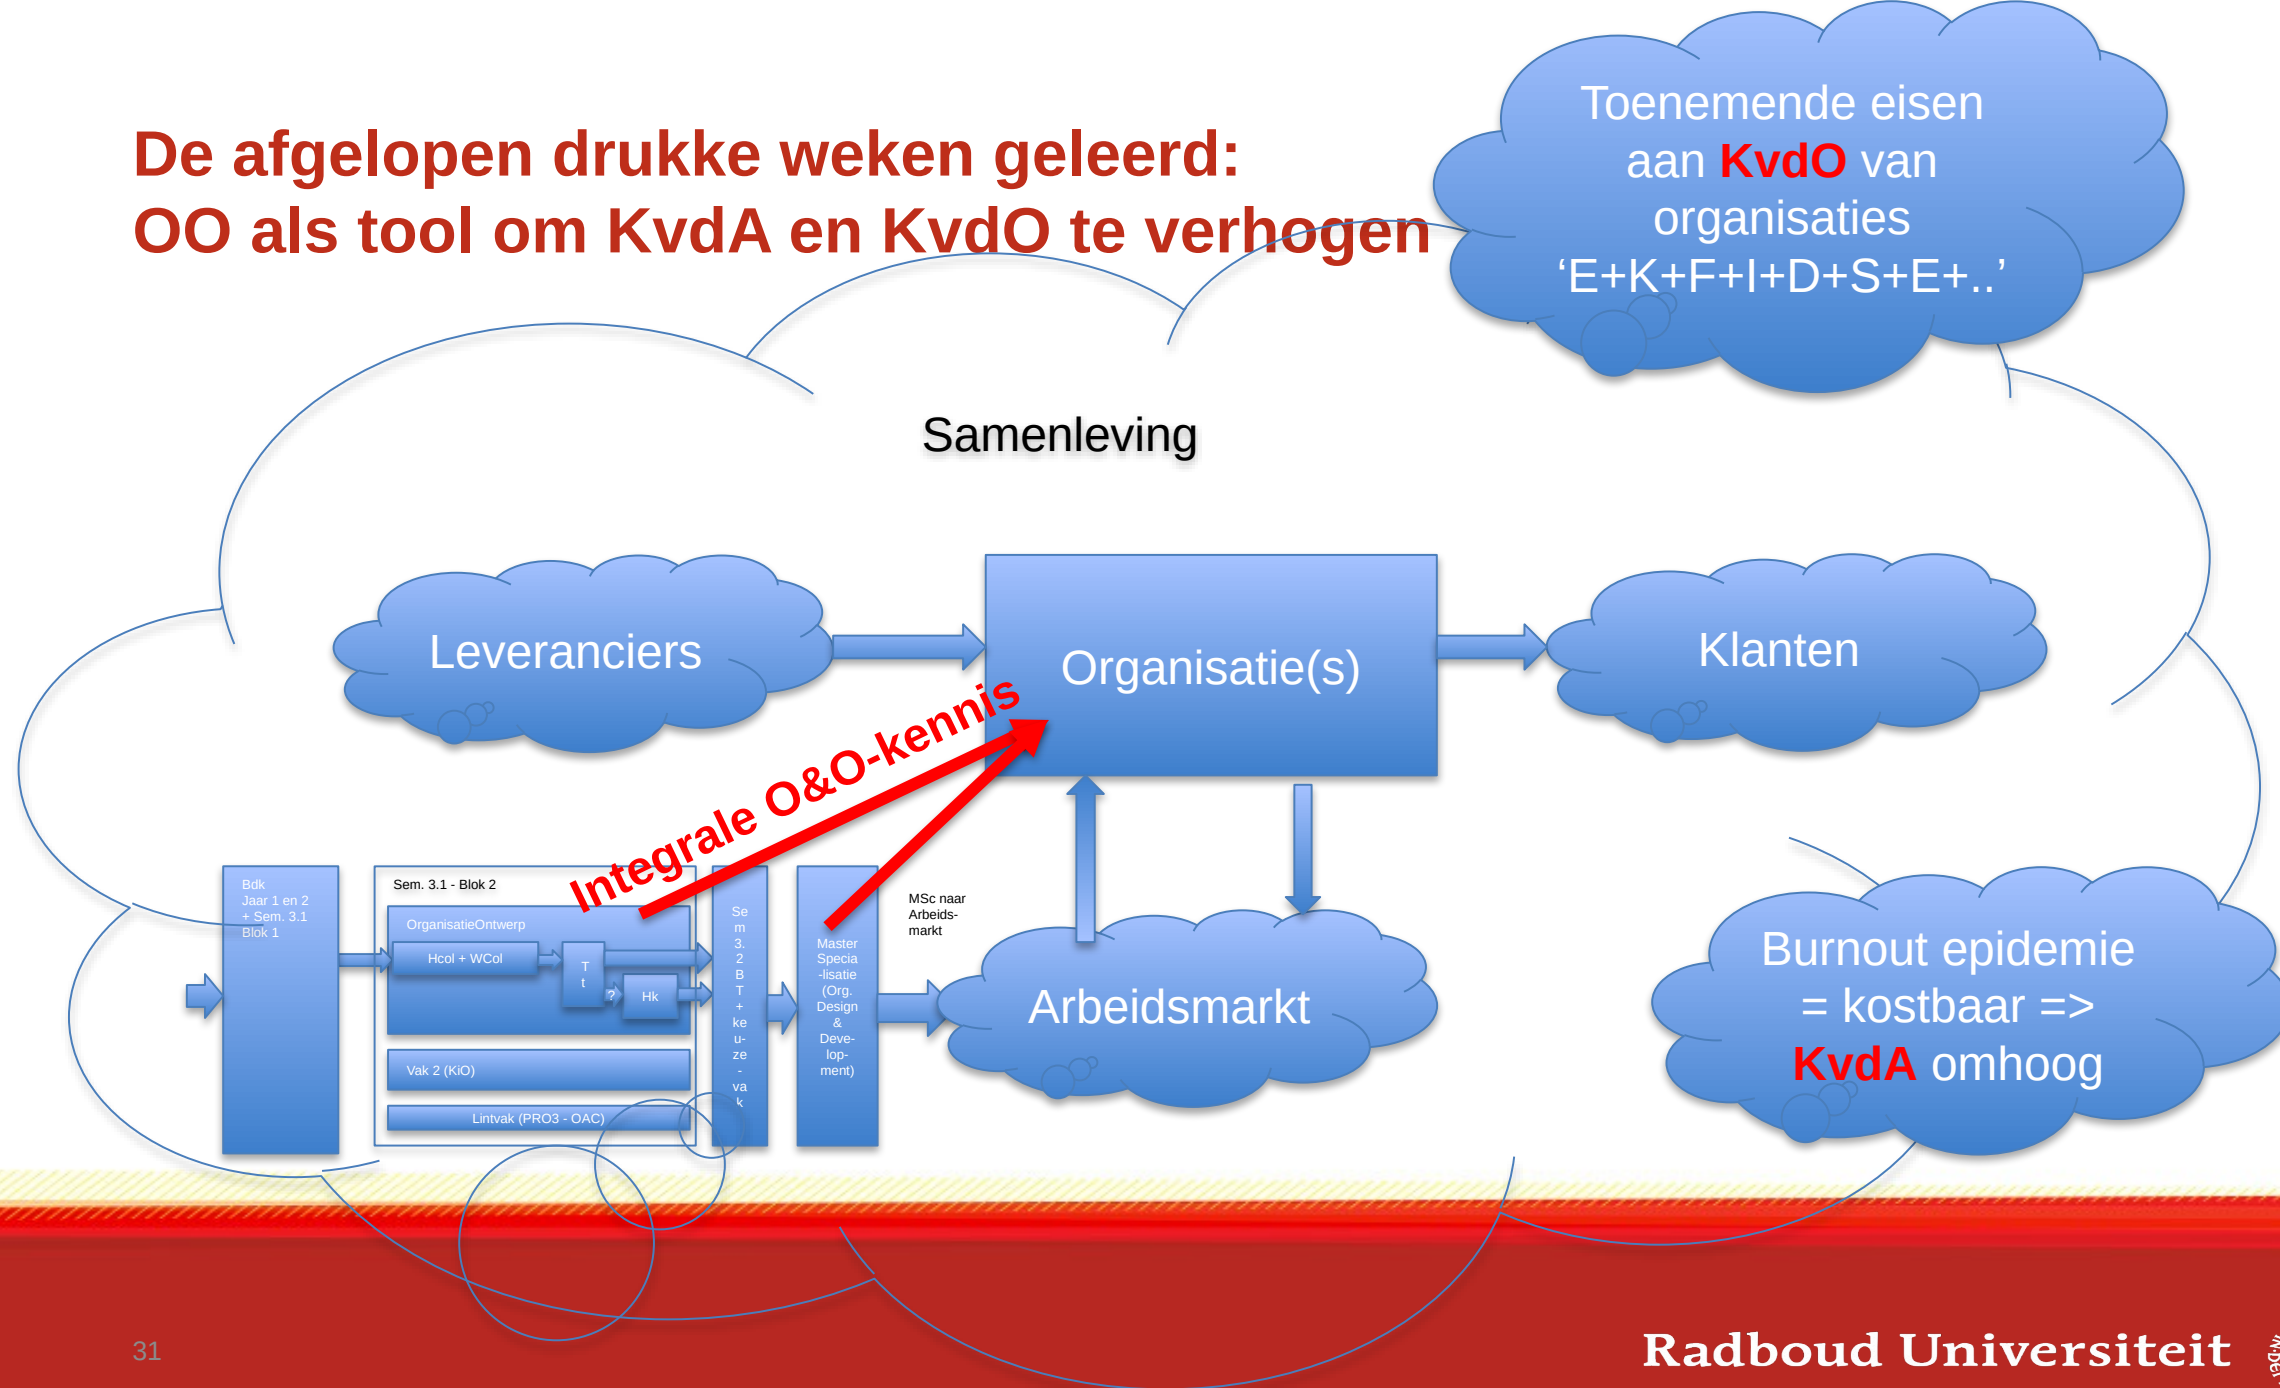 De afgelopen drukke weken geleerd:
OO als tool om KvdA en KvdO te verhogen
Toenemende eisen
aan KvdO van
organisaties
‘E+K+F+I+D+S+E+..’
Samenleving
Leveranciers
Organisatie(s)
Klanten
Integrale O&O-kennis
Bdk
Jaar 1 en 2
+ Sem. 3.1
Blok 1
Sem. 3.1 - Blok 2
OrganisatieOntwerp
Hcol + WCol
T
t
?
Hk
Vak 2 (KiO)
Lintvak (PRO3 - OAC)
Se
m
3.
2
B
T
+
ke
u-
ze
-
va
k
Master
Specia
-lisatie
(Org.
Design
&
Deve-
lop-
ment)
MSc naar
Arbeids-
markt
Arbeidsmarkt
Burnout epidemie
= kostbaar =>
KvdA omhoog
31
Radboud Universiteit